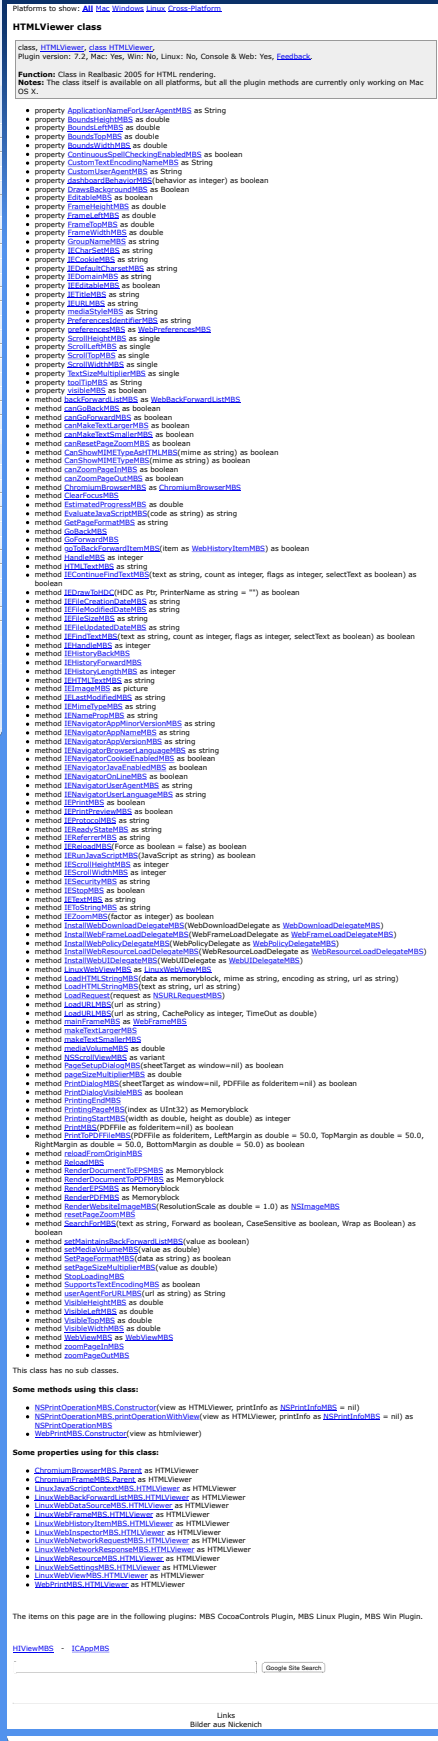 Platforms to show: All Mac Windows Linux Cross-Platform
HTMLViewer class
class, HTMLViewer, class HTMLViewer,
Plugin version: 7.2, Mac: Yes, Win: No, Linux: No, Console & Web: Yes, Feedback.
Function: Class in Realbasic 2005 for HTML rendering.
Notes: The class itself is available on all platforms, but all the plugin methods are currently only working on Mac
OS X.
property ApplicationNameForUserAgentMBS as String
property BoundsHeightMBS as double
property BoundsLeftMBS as double
property BoundsTopMBS as double
property BoundsWidthMBS as double
property ContinuousSpellCheckingEnabledMBS as boolean
property CustomTextEncodingNameMBS as String
property CustomUserAgentMBS as String
property dashboardBehaviorMBS(behavior as integer) as boolean
property DrawsBackgroundMBS as Boolean
property EditableMBS as boolean
property FrameHeightMBS as double
property FrameLeftMBS as double
property FrameTopMBS as double
property FrameWidthMBS as double
property GroupNameMBS as string
property IECharSetMBS as string
property IECookieMBS as string
property IEDefaultCharsetMBS as string
property IEDomainMBS as string
property IEEditableMBS as boolean
property IETitleMBS as string
property IEURLMBS as string
property mediaStyleMBS as String
property PreferencesIdentifierMBS as string
property preferencesMBS as WebPreferencesMBS
property ScrollHeightMBS as single
property ScrollLeftMBS as single
property ScrollTopMBS as single
property ScrollWidthMBS as single
property TextSizeMultiplierMBS as single
property toolTipMBS as String
property visibleMBS as boolean
method backForwardListMBS as WebBackForwardListMBS
method canGoBackMBS as boolean
method canGoForwardMBS as boolean
method canMakeTextLargerMBS as boolean
method canMakeTextSmallerMBS as boolean
method canResetPageZoomMBS as boolean
method CanShowMIMETypeAsHTMLMBS(mime as string) as boolean
method CanShowMIMETypeMBS(mime as string) as boolean
method canZoomPageInMBS as boolean
method canZoomPageOutMBS as boolean
method ChromiumBrowserMBS as ChromiumBrowserMBS
method ClearFocusMBS
method EstimatedProgressMBS as double
method EvaluateJavaScriptMBS(code as string) as string
method GetPageFormatMBS as string
method GoBackMBS
method GoForwardMBS
method goToBackForwardItemMBS(item as WebHistoryItemMBS) as boolean
method HandleMBS as integer
method HTMLTextMBS as string
method IEContinueFindTextMBS(text as string, count as integer, flags as integer, selectText as boolean) as
boolean
method IEDrawToHDC(HDC as Ptr, PrinterName as string = "") as boolean
method IEFileCreationDateMBS as string
method IEFileModifiedDateMBS as string
method IEFileSizeMBS as string
method IEFileUpdatedDateMBS as string
method IEFindTextMBS(text as string, count as integer, flags as integer, selectText as boolean) as boolean
method IEHandleMBS as integer
method IEHistoryBackMBS
method IEHistoryForwardMBS
method IEHistoryLengthMBS as integer
method IEHTMLTextMBS as string
method IEImageMBS as picture
method IELastModifiedMBS as string
method IEMimeTypeMBS as string
method IENamePropMBS as string
method IENavigatorAppMinorVersionMBS as string
method IENavigatorAppNameMBS as string
method IENavigatorAppVersionMBS as string
method IENavigatorBrowserLanguageMBS as string
method IENavigatorCookieEnabledMBS as boolean
method IENavigatorJavaEnabledMBS as boolean
method IENavigatorOnLineMBS as boolean
method IENavigatorUserAgentMBS as string
method IENavigatorUserLanguageMBS as string
method IEPrintMBS as boolean
method IEPrintPreviewMBS as boolean
method IEProtocolMBS as string
method IEReadyStateMBS as string
method IEReferrerMBS as string
method IEReloadMBS(Force as boolean = false) as boolean
method IERunJavaScriptMBS(JavaScript as string) as boolean
method IEScrollHeightMBS as integer
method IEScrollWidthMBS as integer
method IESecurityMBS as string
method IEStopMBS as boolean
method IETextMBS as string
method IEToStringMBS as string
method IEZoomMBS(factor as integer) as boolean
method InstallWebDownloadDelegateMBS(WebDownloadDelegate as WebDownloadDelegateMBS)
method InstallWebFrameLoadDelegateMBS(WebFrameLoadDelegate as WebFrameLoadDelegateMBS)
method InstallWebPolicyDelegateMBS(WebPolicyDelegate as WebPolicyDelegateMBS)
method InstallWebResourceLoadDelegateMBS(WebResourceLoadDelegate as WebResourceLoadDelegateMBS)
method InstallWebUIDelegateMBS(WebUIDelegate as WebUIDelegateMBS)
method LinuxWebViewMBS as LinuxWebViewMBS
method LoadHTMLStringMBS(data as memoryblock, mime as string, encoding as string, url as string)
method LoadHTMLStringMBS(text as string, url as string)
method LoadRequest(request as NSURLRequestMBS)
method LoadURLMBS(url as string)
method LoadURLMBS(url as string, CachePolicy as integer, TimeOut as double)
method mainFrameMBS as WebFrameMBS
method makeTextLargerMBS
method makeTextSmallerMBS
method mediaVolumeMBS as double
method NSScrollViewMBS as variant
method PageSetupDialogMBS(sheetTarget as window=nil) as boolean
method pageSizeMultiplierMBS as double
method PrintDialogMBS(sheetTarget as window=nil, PDFFile as folderitem=nil) as boolean
method PrintDialogVisibleMBS as boolean
method PrintingEndMBS
method PrintingPageMBS(index as UInt32) as Memoryblock
method PrintingStartMBS(width as double, height as double) as integer
method PrintMBS(PDFFile as folderitem=nil) as boolean
method PrintToPDFFileMBS(PDFFile as folderitem, LeftMargin as double = 50.0, TopMargin as double = 50.0,
RightMargin as double = 50.0, BottomMargin as double = 50.0) as boolean
method reloadFromOriginMBS
method ReloadMBS
method RenderDocumentToEPSMBS as Memoryblock
method RenderDocumentToPDFMBS as Memoryblock
method RenderEPSMBS as Memoryblock
method RenderPDFMBS as Memoryblock
method RenderWebsiteImageMBS(ResolutionScale as double = 1.0) as NSImageMBS
method resetPageZoomMBS
method SearchForMBS(text as string, Forward as boolean, CaseSensitive as boolean, Wrap as Boolean) as
boolean
method setMaintainsBackForwardListMBS(value as boolean)
method setMediaVolumeMBS(value as double)
method SetPageFormatMBS(data as string) as boolean
method setPageSizeMultiplierMBS(value as double)
method StopLoadingMBS
method SupportsTextEncodingMBS as boolean
method userAgentForURLMBS(url as string) as String
method VisibleHeightMBS as double
method VisibleLeftMBS as double
method VisibleTopMBS as double
method VisibleWidthMBS as double
method WebViewMBS as WebViewMBS
method zoomPageInMBS
method zoomPageOutMBS
This class has no sub classes.
Some methods using this class:
NSPrintOperationMBS.Constructor(view as HTMLViewer, printInfo as NSPrintInfoMBS = nil)
NSPrintOperationMBS.printOperationWithView(view as HTMLViewer, printInfo as NSPrintInfoMBS = nil) as
NSPrintOperationMBS
WebPrintMBS.Constructor(view as htmlviewer)
Some properties using for this class:
ChromiumBrowserMBS.Parent as HTMLViewer
ChromiumFrameMBS.Parent as HTMLViewer
LinuxJavaScriptContextMBS.HTMLViewer as HTMLViewer
LinuxWebBackForwardListMBS.HTMLViewer as HTMLViewer
LinuxWebDataSourceMBS.HTMLViewer as HTMLViewer
LinuxWebFrameMBS.HTMLViewer as HTMLViewer
LinuxWebHistoryItemMBS.HTMLViewer as HTMLViewer
LinuxWebInspectorMBS.HTMLViewer as HTMLViewer
LinuxWebNetworkRequestMBS.HTMLViewer as HTMLViewer
LinuxWebNetworkResponseMBS.HTMLViewer as HTMLViewer
LinuxWebResourceMBS.HTMLViewer as HTMLViewer
LinuxWebSettingsMBS.HTMLViewer as HTMLViewer
LinuxWebViewMBS.HTMLViewer as HTMLViewer
WebPrintMBS.HTMLViewer as HTMLViewer
The items on this page are in the following plugins: MBS CocoaControls Plugin, MBS Linux Plugin, MBS Win Plugin.
HIViewMBS - ICAppMBS
Google Site Search
Links
Bilder aus Nickenich